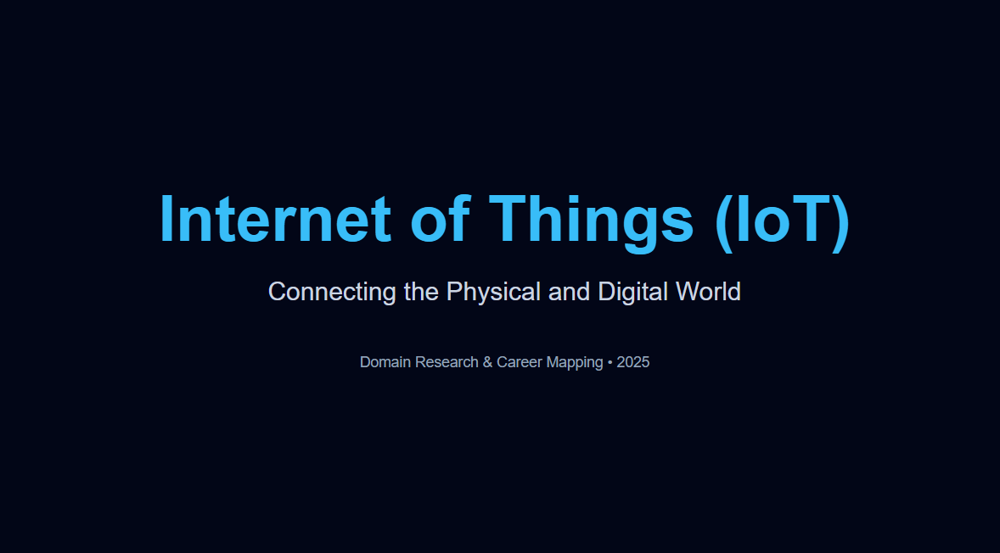 Internet of Things (IoT)
Connecting the Physical and Digital World
Domain Research & Career Mapping • 2025